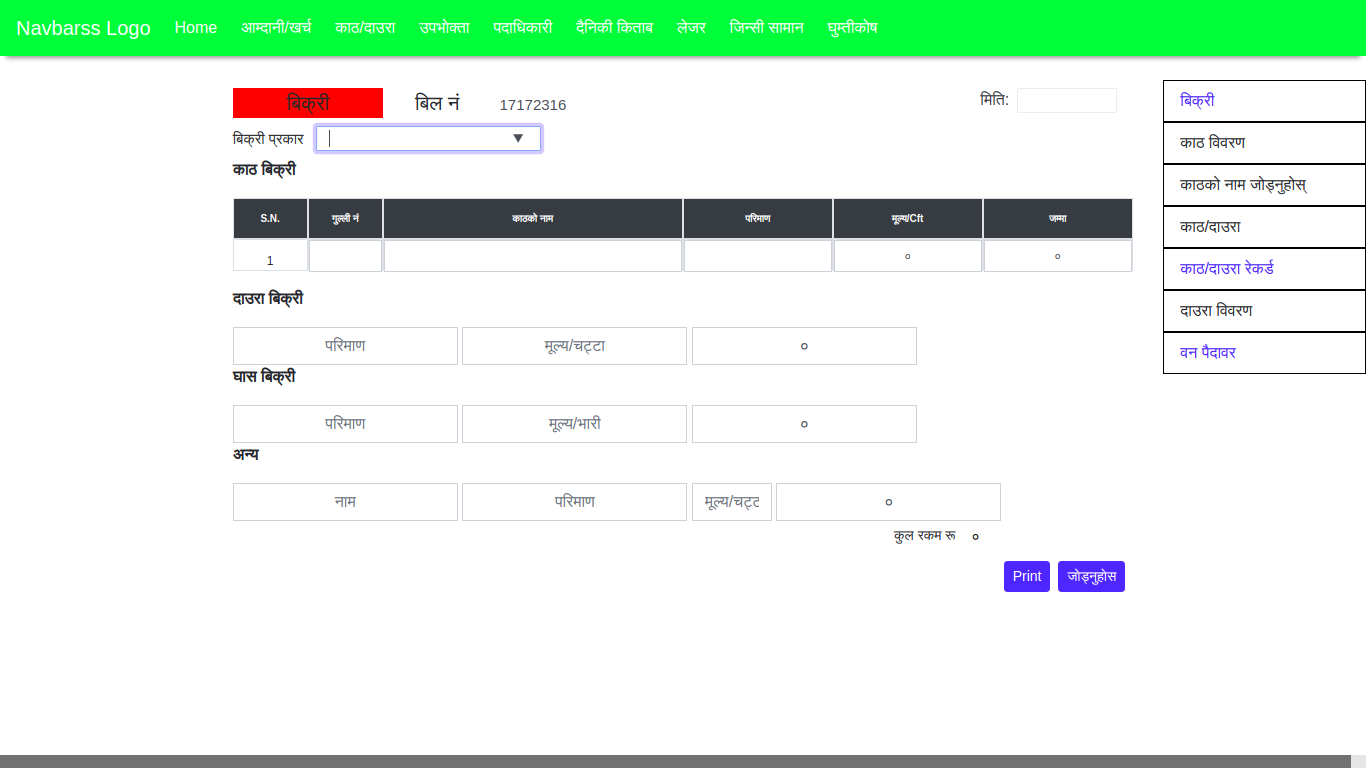 Navbarss Logo Home आम्दानी/खर्च काठ/दाउरा उपभोक्ता पदाधिकारी दैनिकी किताब लेजर जिन्सी सामान घुम्तीकोष
बिक्री बिल नं 17172316 मिति:
बिक्री प्रकार
काठ बिक्री
S.N. गुल्ली नं काठको नाम परिमाण मूल्य/Cft जम्मा
1 ० ०
दाउरा बिक्री
परिमाण मूल्य/चट्टा ०
घास बिक्री
परिमाण मूल्य/भारी ०
अन्य
नाम परिमाण मूल्य/चट्ट ०
कुल रकम रू ०
Print जोड्नुहोस
बिक्री
काठ विवरण
काठको नाम जोड्नुहोस्
काठ/दाउरा
काठ/दाउरा रेकर्ड
दाउरा विवरण
वन पैदावर